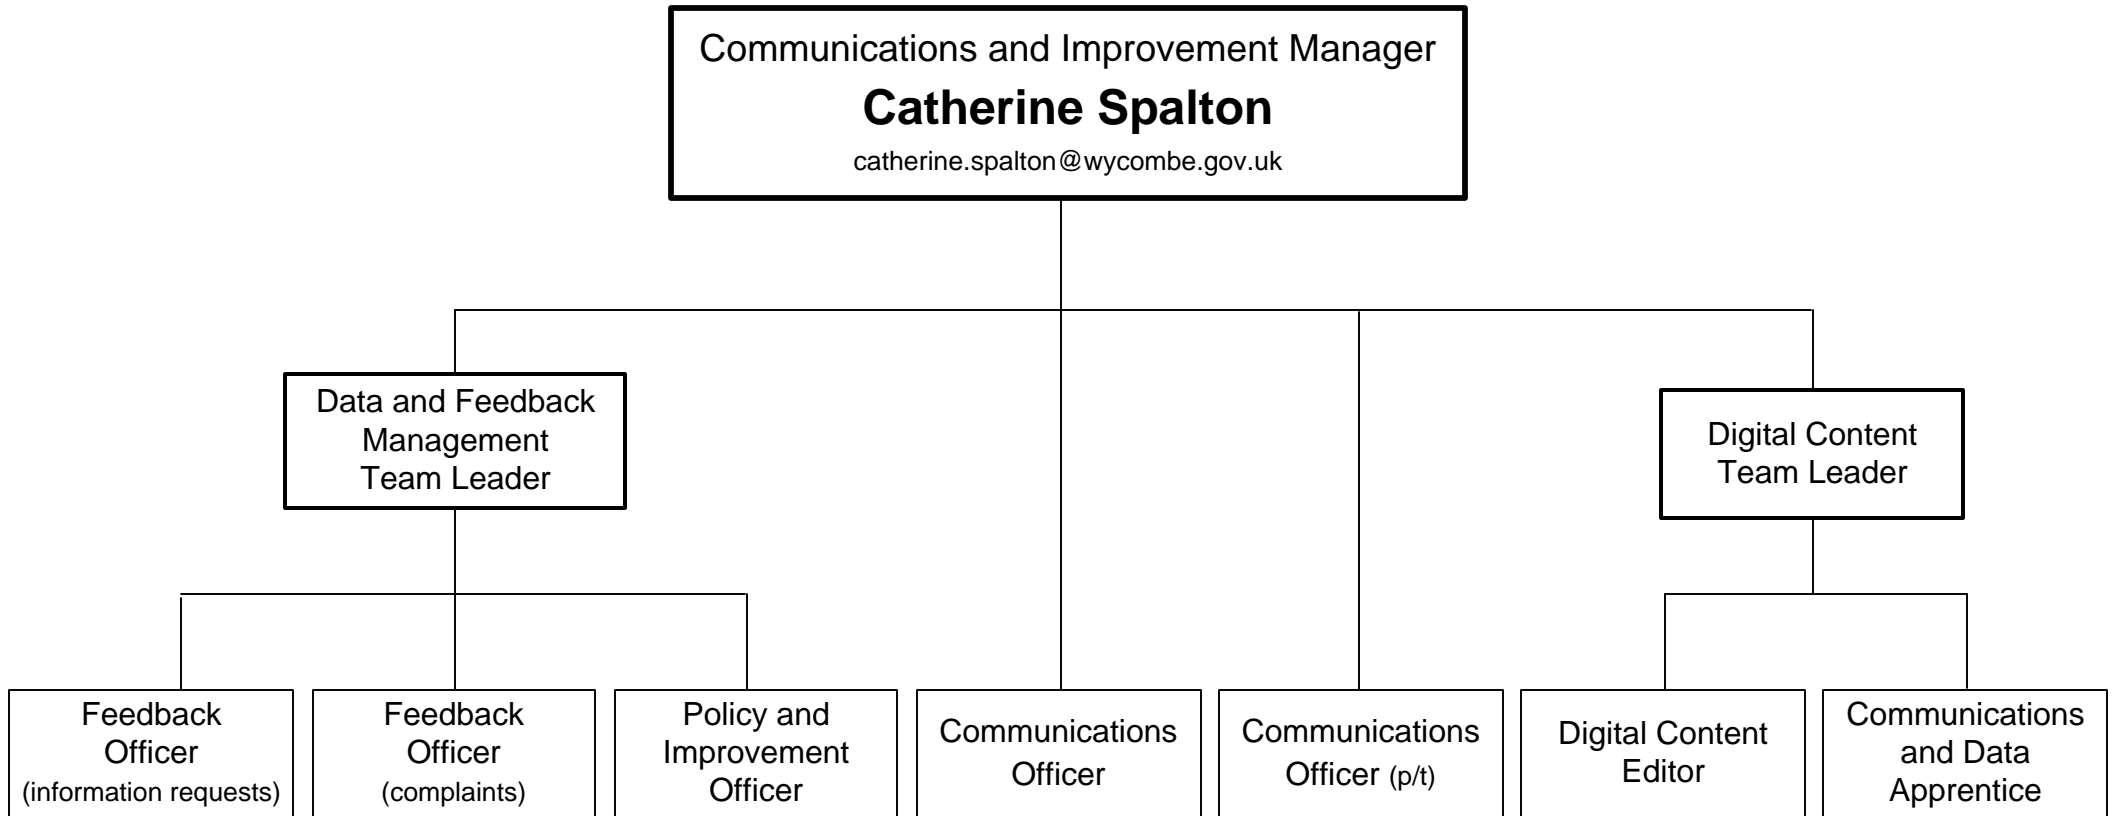 Communications and Improvement Manager
Catherine Spalton
catherine.spalton@wycombe.gov.uk
Data and Feedback
Management
Team Leader
Digital Content
Team Leader
Feedback
Officer
(information requests)
Feedback
Officer
(complaints)
Policy and
Improvement
Officer
Communications
Officer
Communications
Officer (p/t)
Digital Content
Editor
Communications
and Data
Apprentice